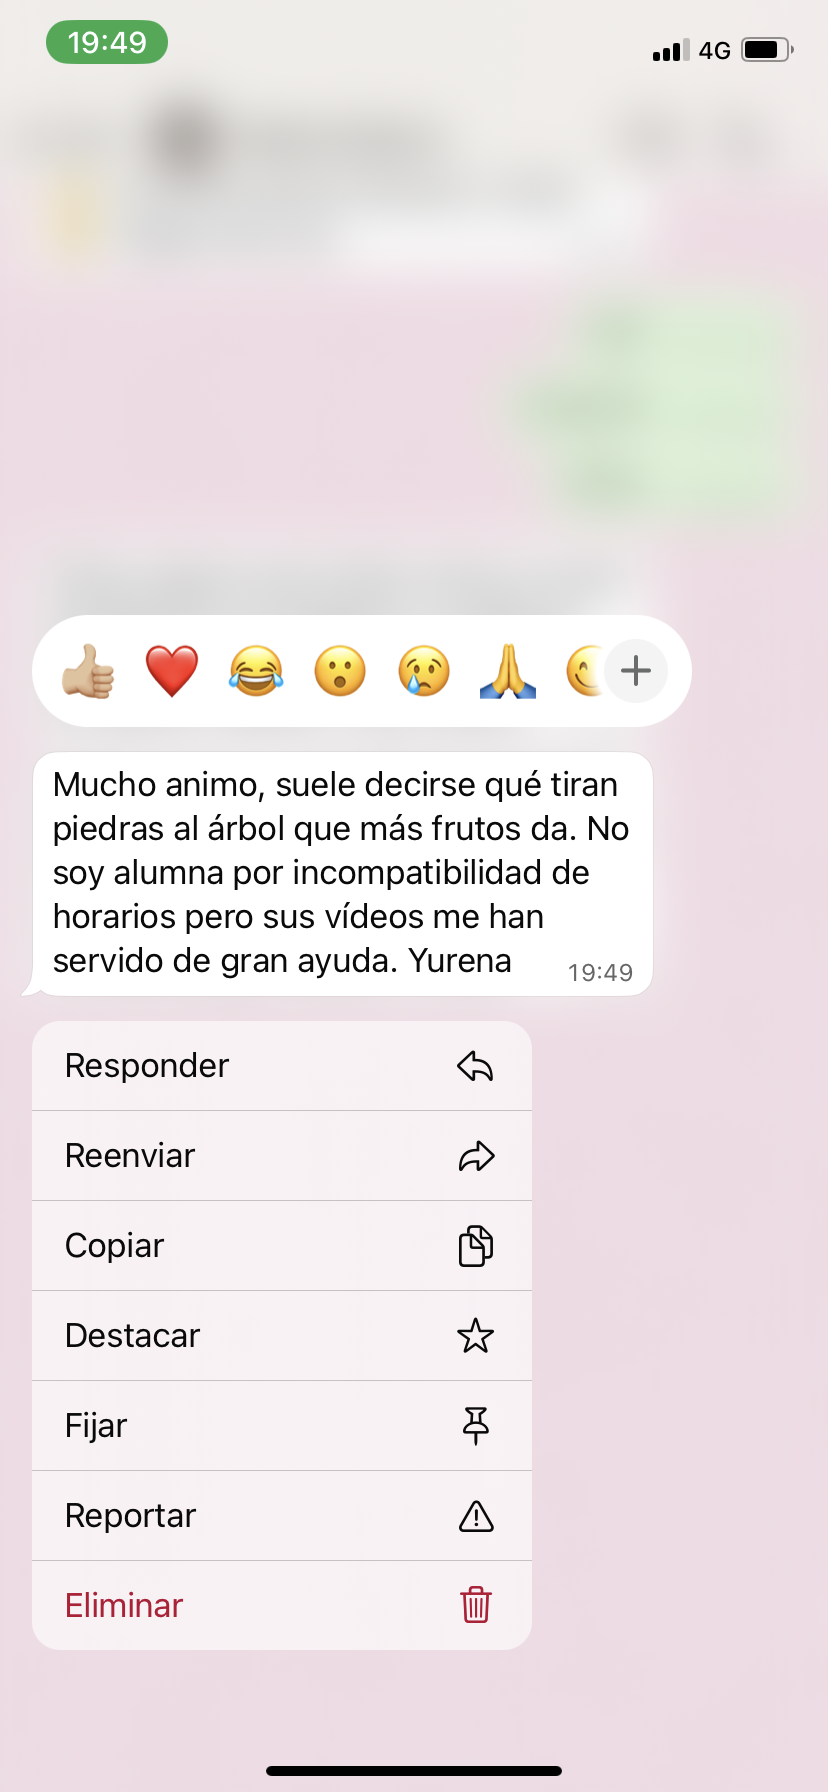 19:49
4G
Mucho animo, suele decirse qué tiran
piedras al árbol que más frutos da. No
soy alumna por incompatibilidad de
horarios pero sus vídeos me han
servido de gran ayuda. Yurena
19:49
Responder
Reenviar
Copiar
Destacar
Fijar
Reportar
Eliminar